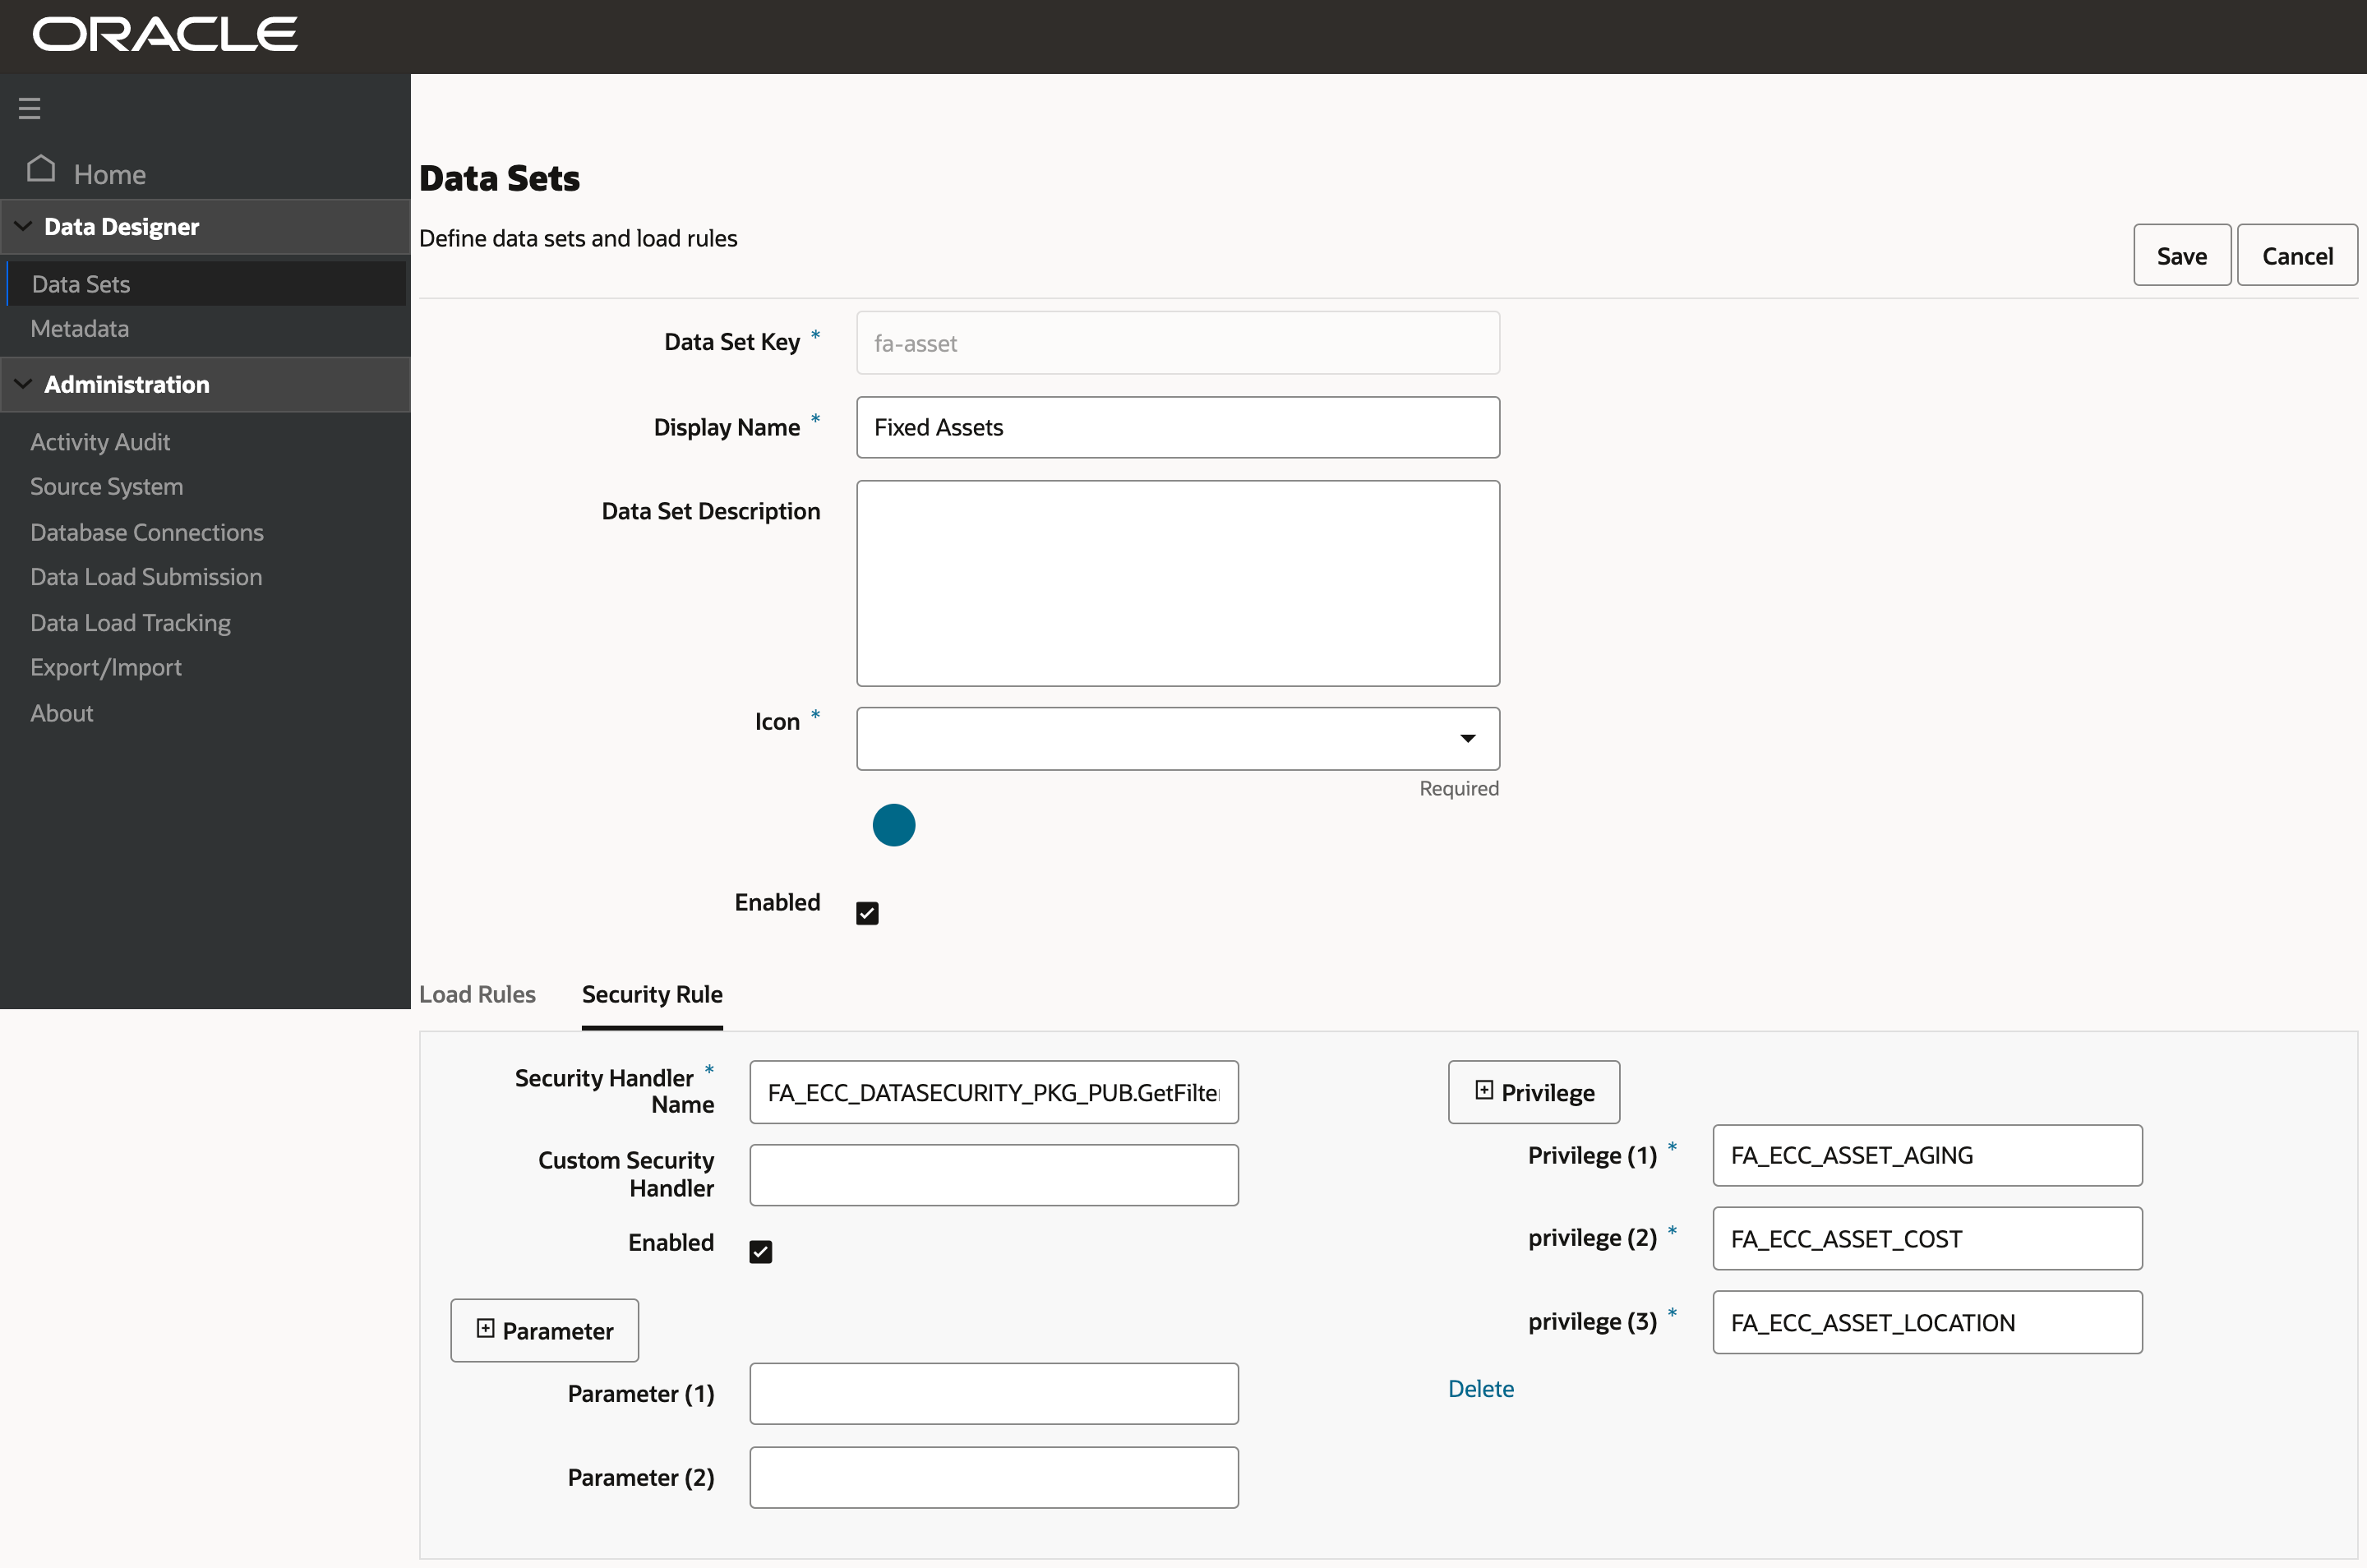 ORACLE
Home
Data Designer
Data Sets
Metadata
Administration
Activity Audit
Source System
Database Connections
Data Load Submission
Data Load Tracking
Export/Import
About
Data Sets
Define data sets and load rules
Save
Cancel
Data Set Key *
fa-asset
Display Name *
Fixed Assets
Data Set Description
Icon *
Required
Enabled
Load Rules
Security Rule
Security Handler *
Name
FA_ECC_DATASECURITY_PKG_PUB.GetFilter
Custom Security
Handler
Enabled
Parameter
Parameter (1)
Parameter (2)
Privilege
Privilege (1) *
FA_ECC_ASSET_AGING
privilege (2) *
FA_ECC_ASSET_COST
privilege (3) *
FA_ECC_ASSET_LOCATION
Delete